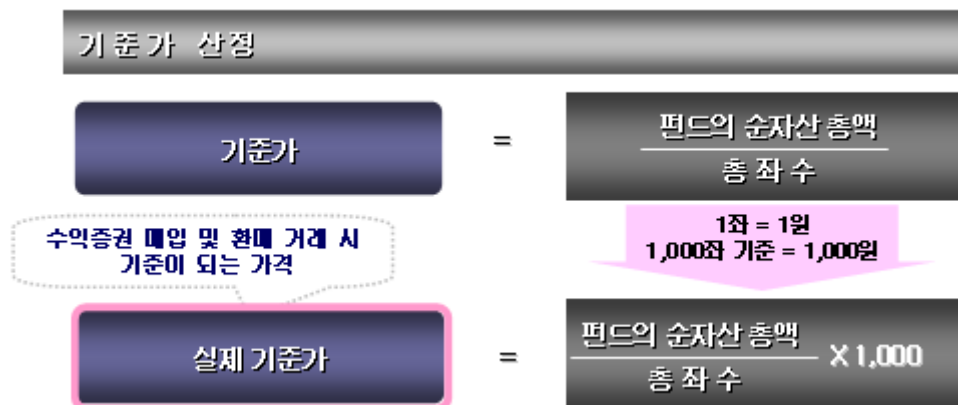 기준가 산정
기준가
=
펀드의 순자산 총액
총 좌 수
수익증권 매입 및 환매 거래 시
기준이 되는 가격
1좌 = 1원
1,000좌 기준 = 1,000원
실제 기준가
=
펀드의 순자산 총액
총 좌 수
X 1,000